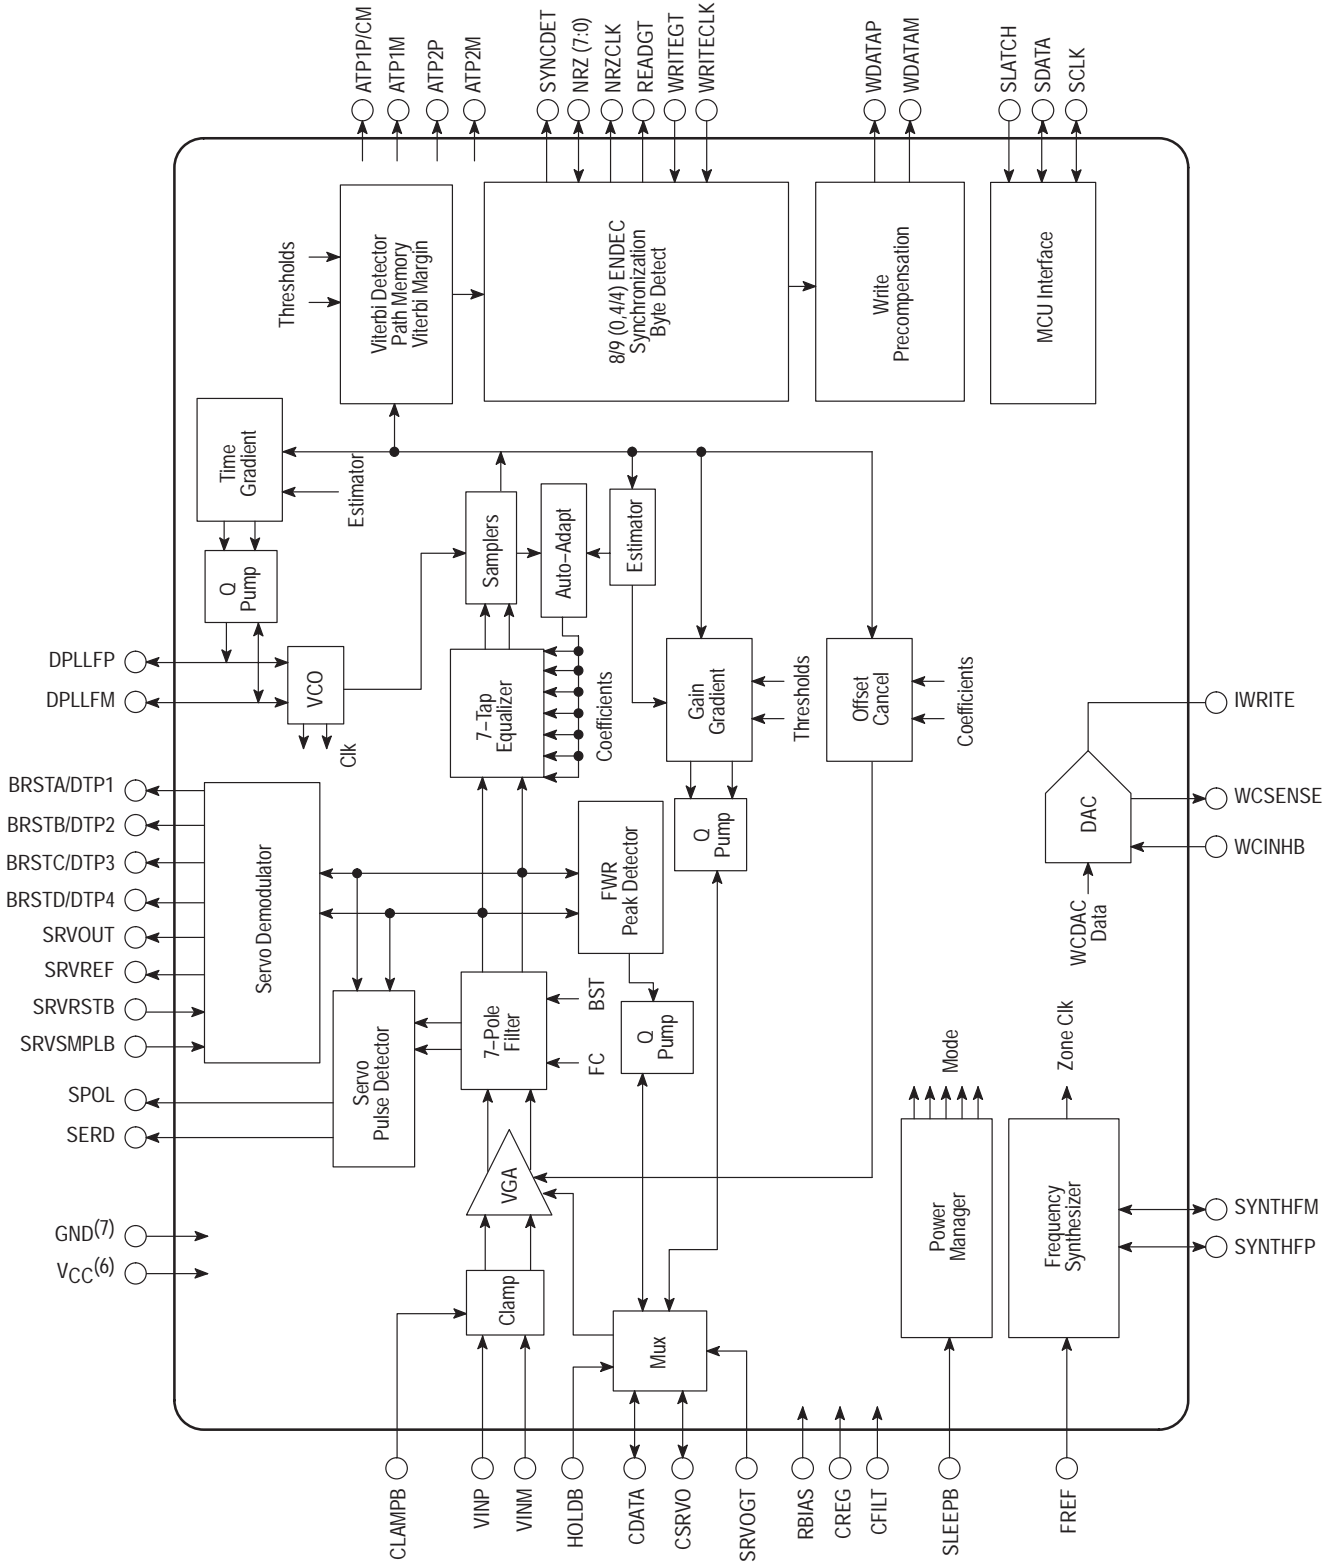 ATP1P/CM
ATP1M
ATP2P
ATP2M
SYNCDET
NRZ (7:0)
NRZCLK
READGT
WRITEGT
WRITECLK
WDATAP
WDATAM
SLATCH
SDATA
SCLK
Thresholds
Viterbi Detector
Path Memory
Viterbi Margin
8/9 (0,4/4) ENDEC
Synchronization
Byte Detect
Write
Precompensation
MCU Interface
Time
Gradient
Estimator
Q
Pump
Samplers
Auto–Adapt
Estimator
DPLLFP
DPLLFM
VCO
Clk
7–Tap
Equalizer
Coefficients
Gain
Gradient
Thresholds
Offset
Cancel
Coefficients
IWRITE
WCSENSE
WCINHB
DAC
WCDAC
Data
BRSTA/DTP1
BRSTB/DTP2
BRSTC/DTP3
BRSTD/DTP4
SRVOUT
SRVREF
SRVRSTB
SRVSMPLB
Servo Demodulator
FWR
Peak Detector
Q
Pump
SPOL
SERD
Servo
Pulse Detector
7–Pole
Filter
BST
FC
Q
Pump
Mode
Zone Clk
GND(7)
VCC(6)
VGA
Clamp
Mux
Power
Manager
Frequency
Synthesizer
SYNTHFM
SYNTHFP
CLAMPB
VINP
VINM
HOLDB
CDATA
CSRVO
SRVOGT
RBIAS
CREG
CFILT
SLEEPB
FREF